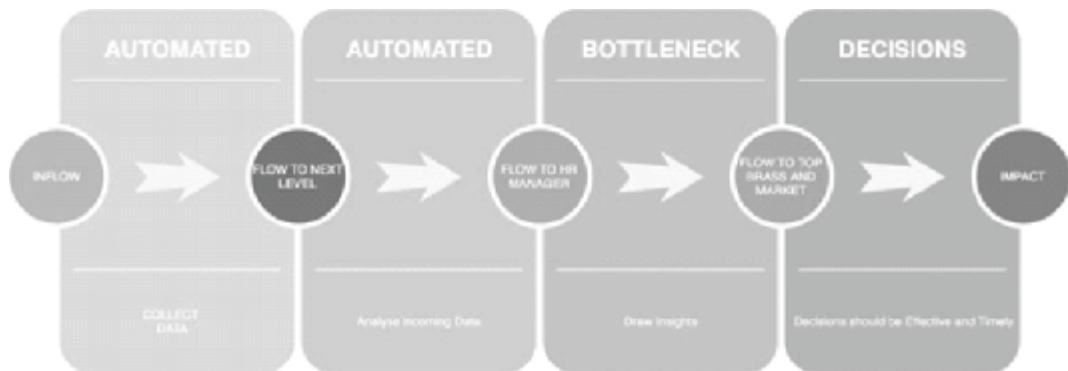 AUTOMATED
AUTOMATED
BOTTLENECK
DECISIONS
INFLOW
FLOW TO NEXT
LEVEL
FLOW TO HR
MANAGER
FLOW TO TOP
BRASS AND
MARKET
IMPACT
COLLECT
DATA
Analyse Incoming Data
Draw Insights
Decisions should be Effective and Timely